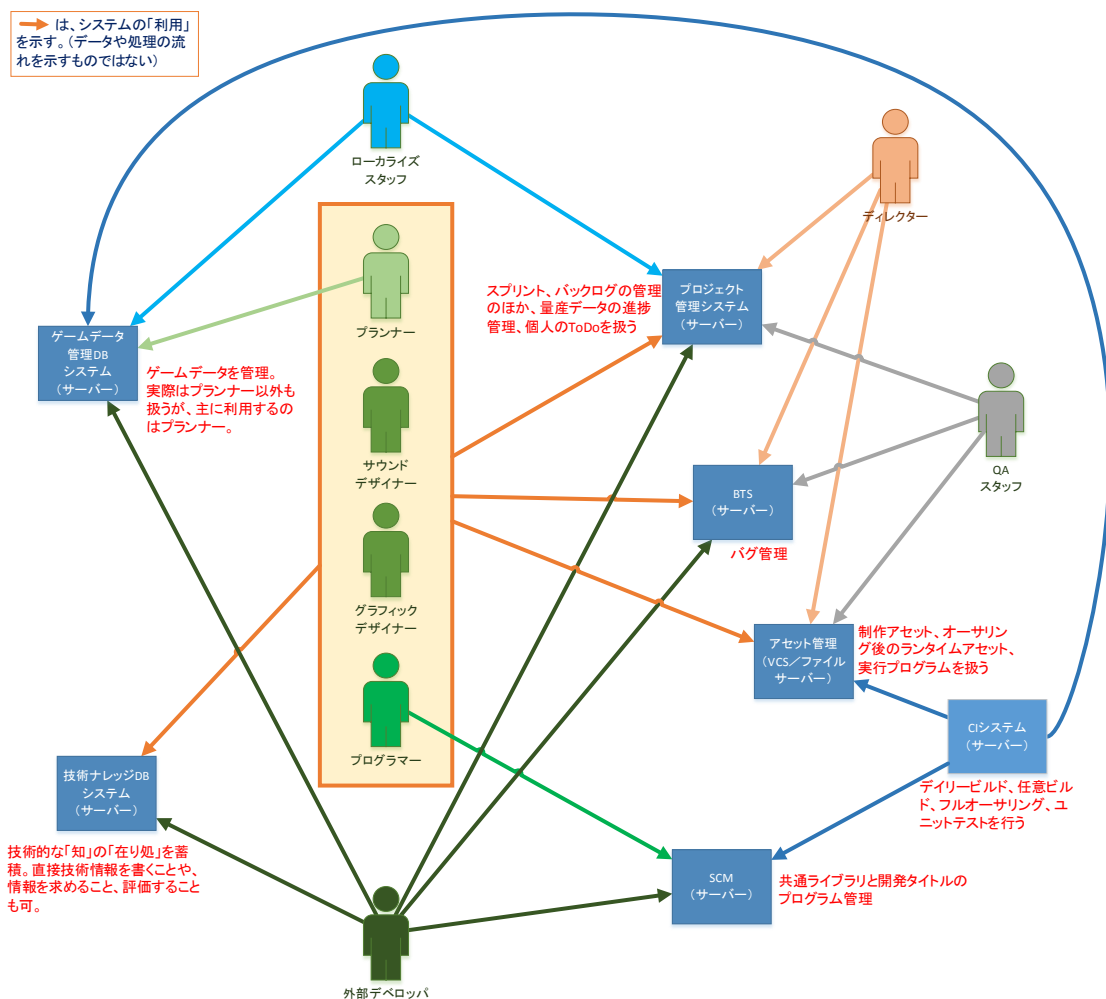 は、システムの「利用」
を示す。（データや処理の流
れを示すものではない）
ローカライズ
スタッフ
ディレクター
プランナー
スプリント、バックログの管理
のほか、量産データの進捗
管理、個人のToDoを扱う
プロジェクト
管理システム
（サーバー）
ゲームデータ
管理DB
システム
（サーバー）
ゲームデータを管理。
実際はプランナー以外も
扱うが、主に利用するの
はプランナー。
サウンド
デザイナー
QA
スタッフ
BTS
（サーバー）
バグ管理
グラフィック
デザイナー
アセット管理
（VCS／ファイル
サーバー）
制作アセット、オーサリン
グ後のランタイムアセット、
実行プログラムを扱う
CIシステム
（サーバー）
デイリービルド、任意ビル
ド、フルオーサリング、ユ
ニットテストを行う
プログラマー
技術ナレッジDB
システム
（サーバー）
技術的な「知」の「在り処」を蓄
積。直接技術情報を書くことや、
情報を求めること、評価すること
も可。
SCM
（サーバー）
共通ライブラリと開発タイトルの
プログラム管理
外部デベロッパ